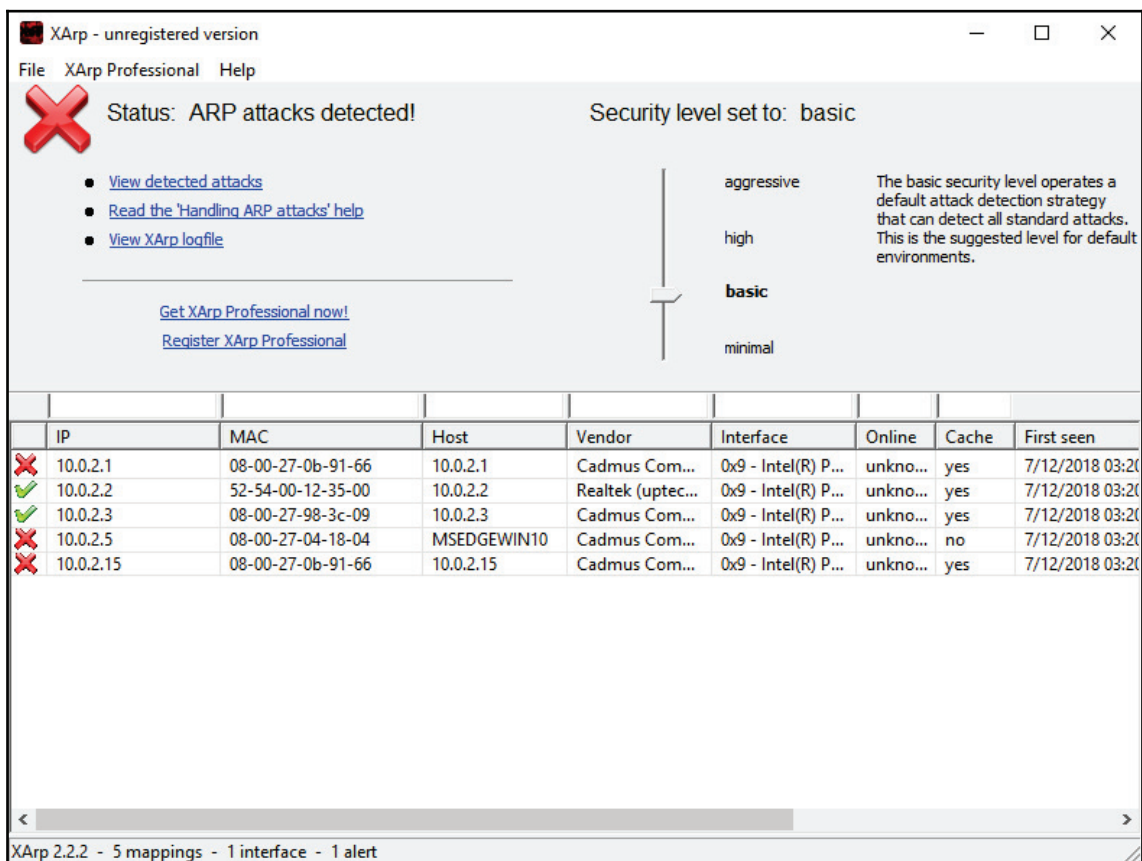 XArp - unregistered version
File XArp Professional Help
Status: ARP attacks detected!
Security level set to: basic
View detected attacks
Read the 'Handling ARP attacks' help
View XArp logfile
Get XArp Professional now!
Register XArp Professional
aggressive
high
basic
minimal
The basic security level operates a
default attack detection strategy
that can detect all standard attacks.
This is the suggested level for default
environments.
IP MAC Host Vendor Interface Online Cache First seen
10.0.2.1 08-00-27-0b-91-66 10.0.2.1 Cadmus Com... 0x9 - Intel(R) P... unkno... yes 7/12/2018 03:20
10.0.2.2 52-54-00-12-35-00 10.0.2.2 Realtek (uptec... 0x9 - Intel(R) P... unkno... yes 7/12/2018 03:20
10.0.2.3 08-00-27-98-3c-09 10.0.2.3 Cadmus Com... 0x9 - Intel(R) P... unkno... yes 7/12/2018 03:20
10.0.2.5 08-00-27-04-18-04 MSEDGEWIN10 Cadmus Com... 0x9 - Intel(R) P... unkno... no 7/12/2018 03:20
10.0.2.15 08-00-27-0b-91-66 10.0.2.15 Cadmus Com... 0x9 - Intel(R) P... unkno... yes 7/12/2018 03:20
XArp 2.2.2 - 5 mappings - 1 interface - 1 alert